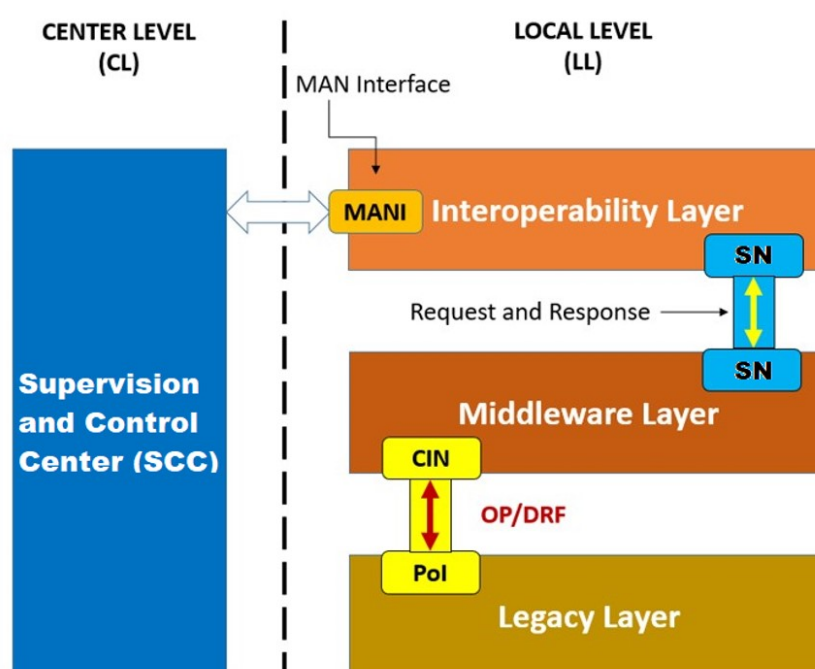 CENTER LEVEL
(CL)
LOCAL LEVEL
(LL)
MAN Interface
MANI
Interoperability Layer
SN
Request and Response
SN
Supervision
and Control
Center (SCC)
Middleware Layer
CIN
OP/DRF
PoI
Legacy Layer